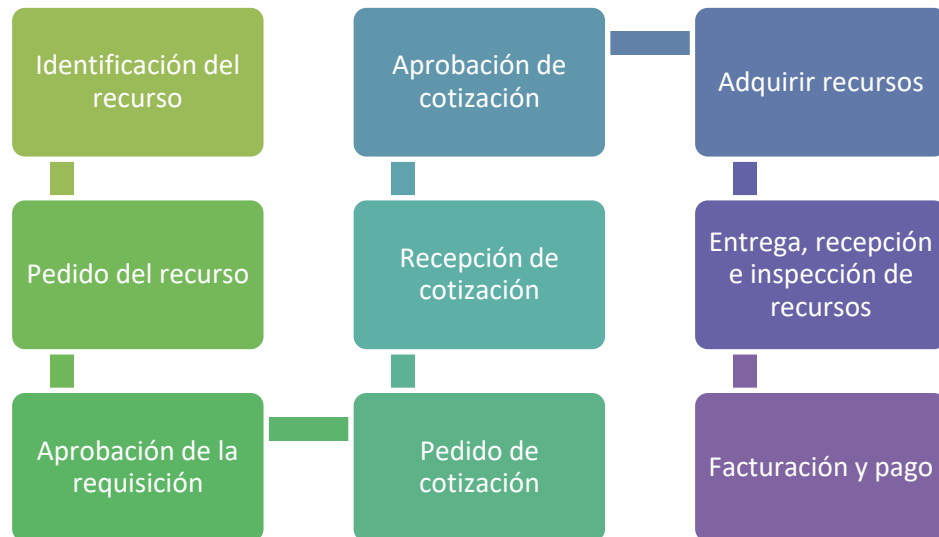 Identificación del
recurso
Pedido del recurso
Aprobación de la
requisición
Pedido de
cotización
Recepción de
cotización
Aprobación de
cotización
Adquirir recursos
Entrega, recepción
e inspección de
recursos
Facturación y pago